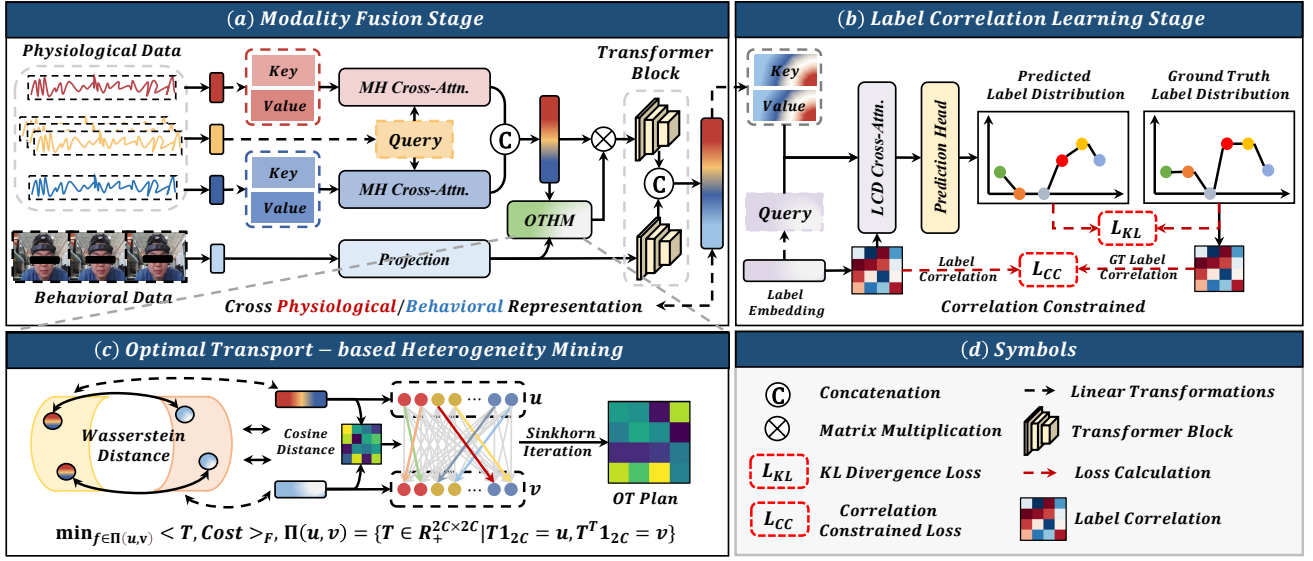 (a) Modality Fusion Stage
Physiological Data
Key
Value
MH Cross-Attn.
Query
Key
Value
MH Cross-Attn.
C
Transformer
Block
C
OTHM
Projection
Behavioral Data
Cross Physiological/Behavioral Representation
(b) Label Correlation Learning Stage
Key
Value
Query
LCD Cross-Attn.
Prediction Head
Predicted
Label Distribution
Ground Truth
Label Distribution
L_KL
Label
Correlation
L_CC
GT Label
Correlation
Label
Embedding
Correlation Constrained
(c) Optimal Transport − based Heterogeneity Mining
Wasserstein
Distance
Cosine
Distance
u
...
...
v
Sinkhorn
Iteration
OT Plan
min_{f∈Π(u,v)} < T, Cost >_F, Π(u, v) = {T ∈ R_+^{2C×2C}|T1_{2C} = u, T^T1_{2C} = v}
(d) Symbols
C Concatenation
Linear Transformations
Matrix Multiplication
Transformer Block
L_KL KL Divergence Loss
Loss Calculation
L_CC Correlation
Constrained Loss
Label Correlation